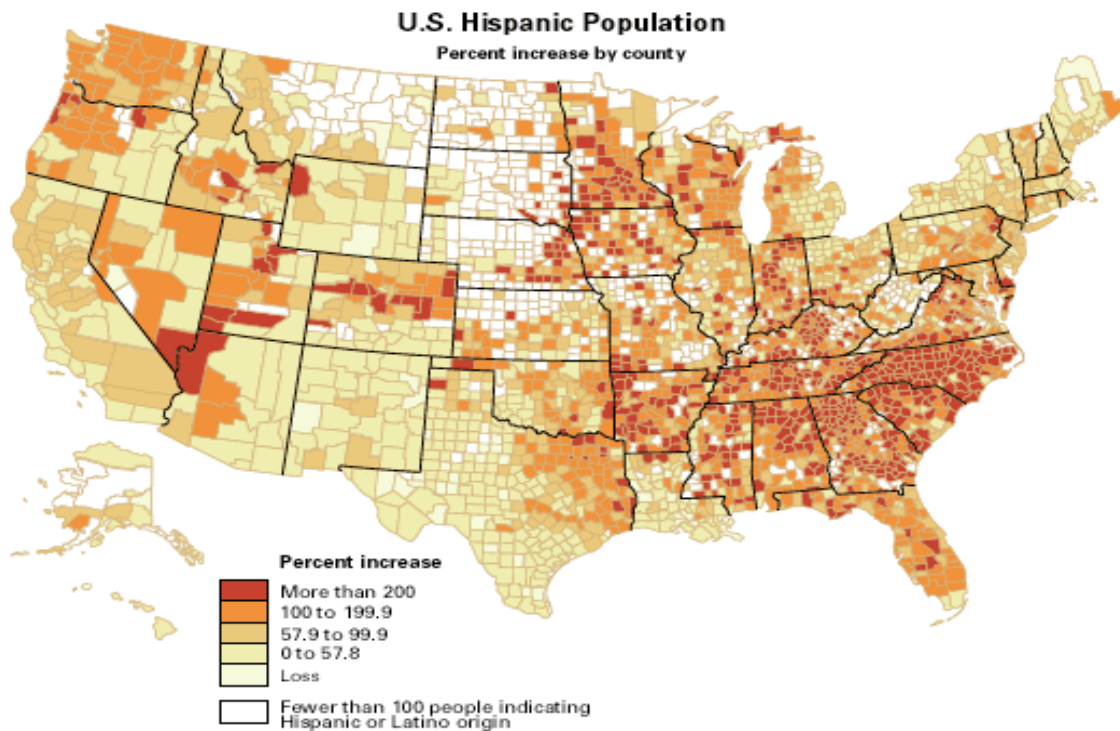 U.S. Hispanic Population
Percent increase by county
Percent increase
More than 200
100 to 199.9
57.9 to 99.9
0 to 57.8
Loss
Fewer than 100 people indicating
Hispanic or Latino origin